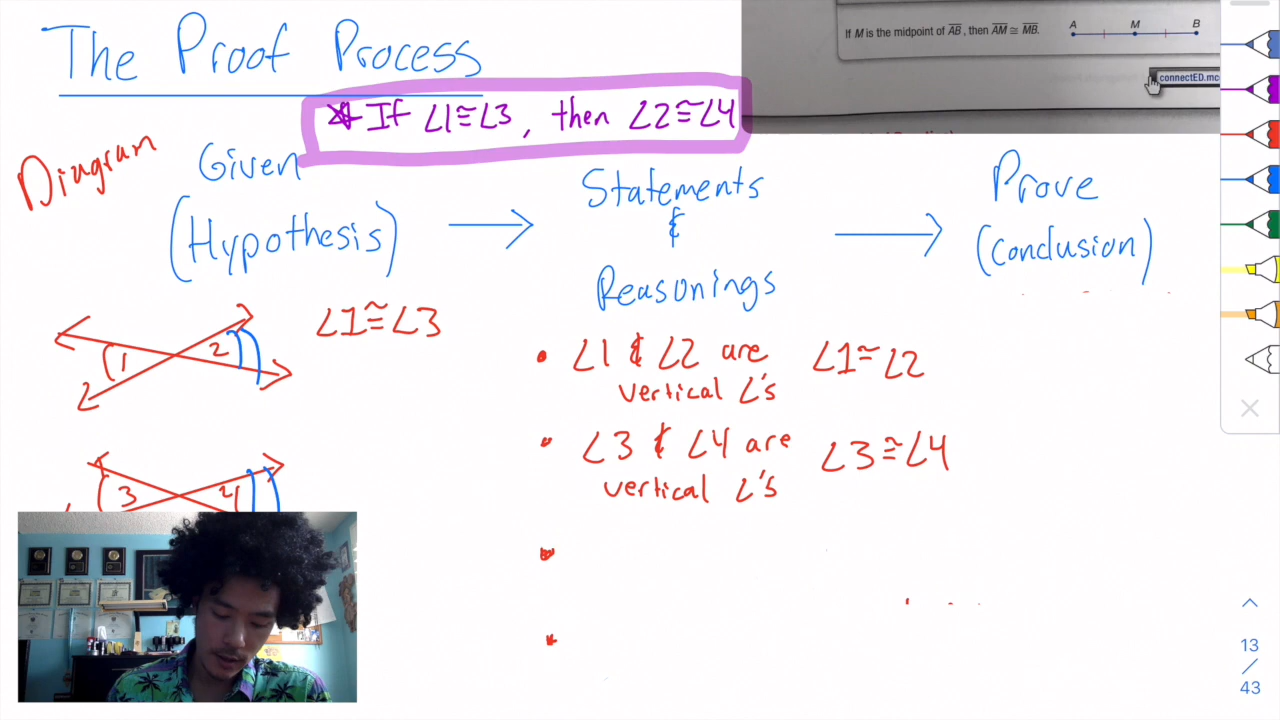 The Proof Process
If M is the midpoint of AB, then AM ≅ MB.
A M B
connectED.mc
* If ∠1≅∠3, then ∠2≅∠4
Diagram
Given
(Hypothesis)
Statements
&
Reasonings
Prove
(Conclusion)
1 2
∠1≅∠3
3 4
• ∠1 & ∠2 are
vertical ∠'s
∠1≅∠2
• ∠3 & ∠4 are
vertical ∠'s
∠3≅∠4
•
•
13
/
43